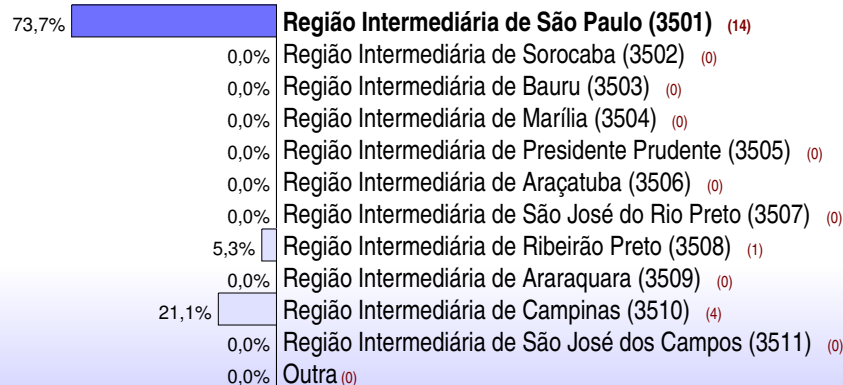 73,7% Região Intermediária de São Paulo (3501) (14)
0,0% Região Intermediária de Sorocaba (3502) (0)
0,0% Região Intermediária de Bauru (3503) (0)
0,0% Região Intermediária de Marília (3504) (0)
0,0% Região Intermediária de Presidente Prudente (3505) (0)
0,0% Região Intermediária de Araçatuba (3506) (0)
0,0% Região Intermediária de São José do Rio Preto (3507) (0)
5,3% Região Intermediária de Ribeirão Preto (3508) (1)
0,0% Região Intermediária de Araraquara (3509) (0)
21,1% Região Intermediária de Campinas (3510) (4)
0,0% Região Intermediária de São José dos Campos (3511) (0)
0,0% Outra (0)